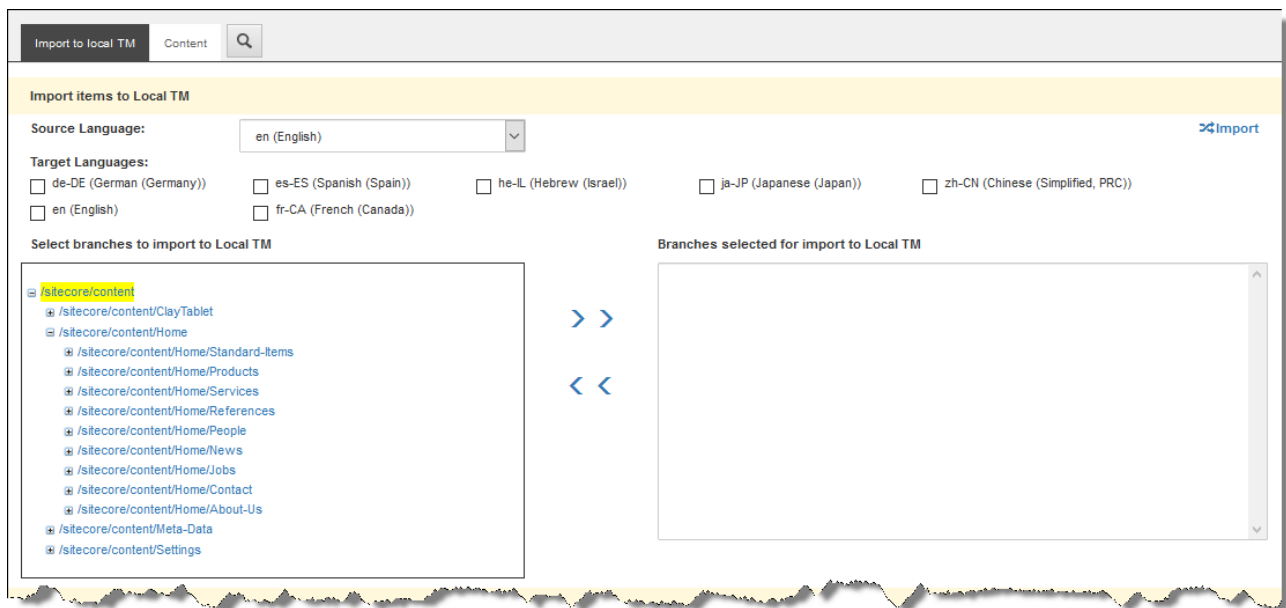 Import to local TM Content
Import items to Local TM
Source Language: en (English) Import
Target Languages:
de-DE (German (Germany)) es-ES (Spanish (Spain)) he-IL (Hebrew (Israel)) ja-JP (Japanese (Japan)) zh-CN (Chinese (Simplified, PRC))
en (English) fr-CA (French (Canada))
Select branches to import to Local TM Branches selected for import to Local TM
/sitecore/content
/sitecore/content/ClayTablet
/sitecore/content/Home
/sitecore/content/Home/Standard-Items
/sitecore/content/Home/Products
/sitecore/content/Home/Services
/sitecore/content/Home/References
/sitecore/content/Home/People
/sitecore/content/Home/News
/sitecore/content/Home/Jobs
/sitecore/content/Home/Contact
/sitecore/content/Home/About-Us
/sitecore/content/Meta-Data
/sitecore/content/Settings